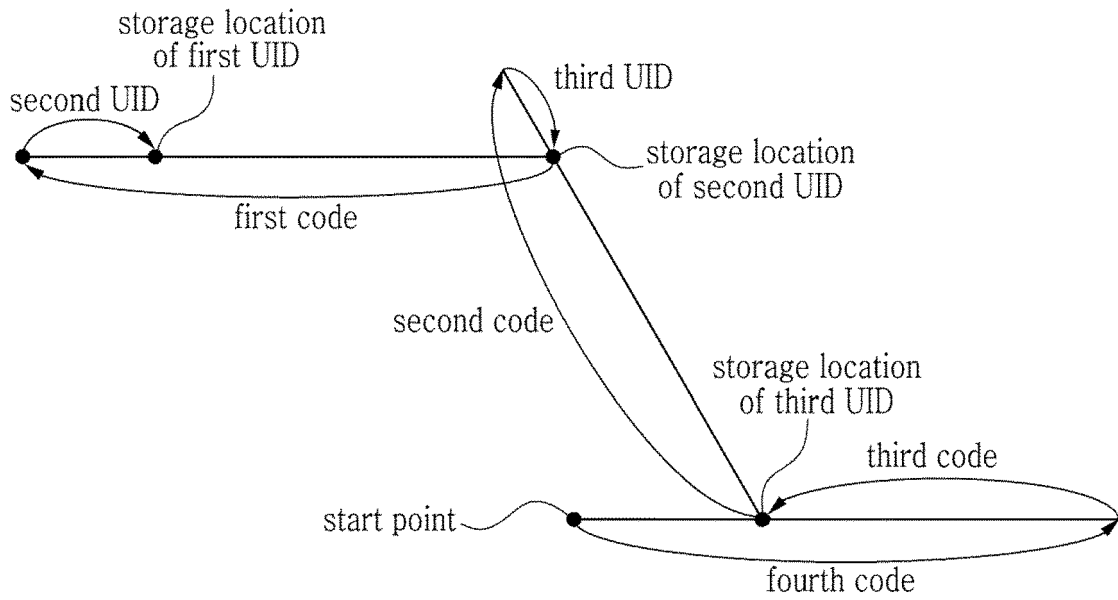 storage location
of first UID
second UID
third UID
storage location
of second UID
first code
second code
storage location
of third UID
third code
start point
fourth code